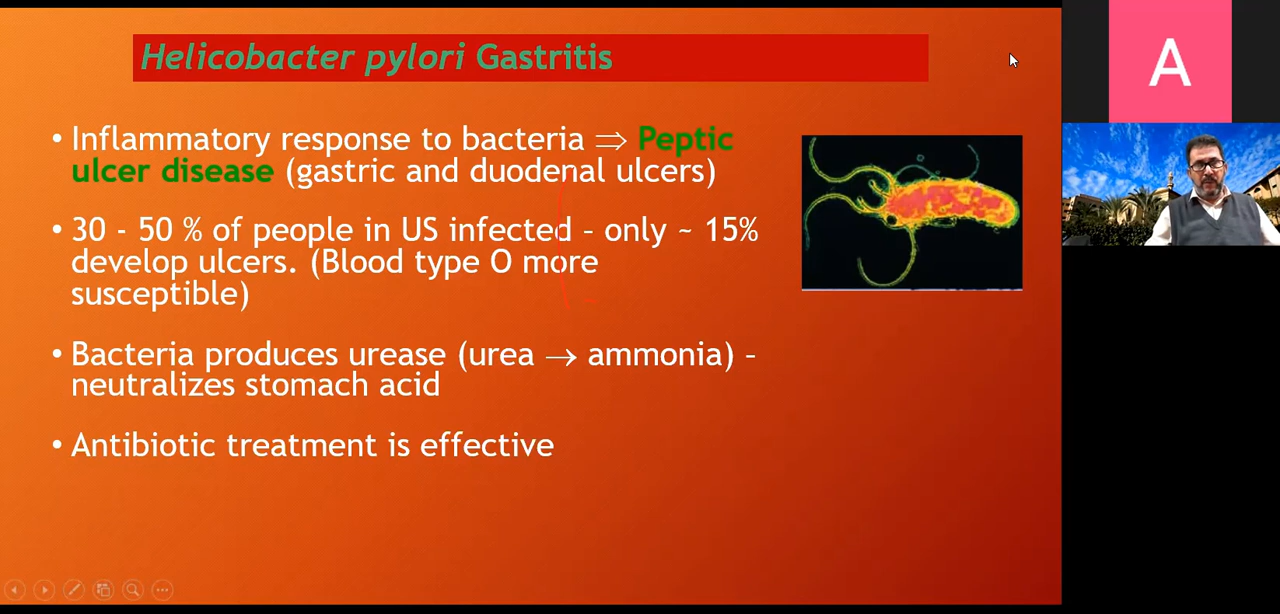 Helicobacter pylori Gastritis
• Inflammatory response to bacteria ⇒ Peptic
ulcer disease (gastric and duodenal ulcers)
• 30 - 50 % of people in US infected – only ~ 15%
develop ulcers. (Blood type O more
susceptible)
• Bacteria produces urease (urea → ammonia) –
neutralizes stomach acid
• Antibiotic treatment is effective
A